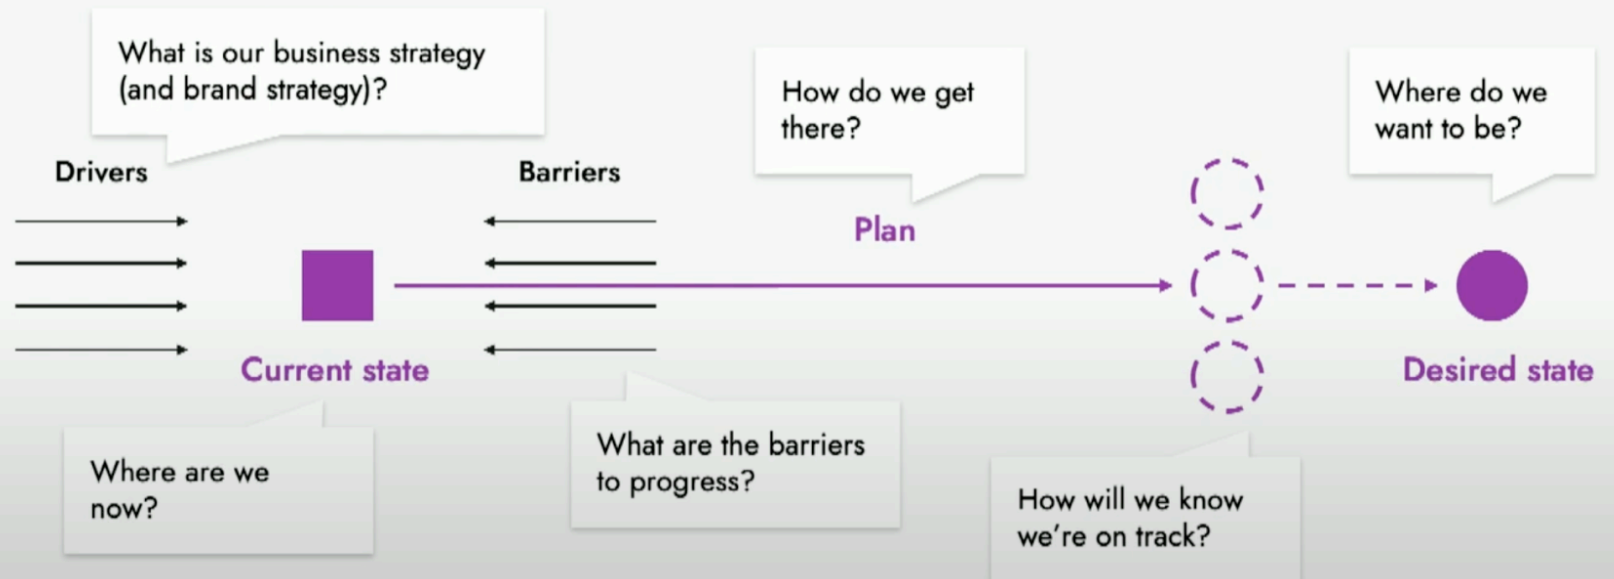 What is our business strategy
(and brand strategy)?
How do we get
there?
Where do we
want to be?
Drivers
Barriers
Plan
Current state
Desired state
Where are we
now?
What are the barriers
to progress?
How will we know
we're on track?